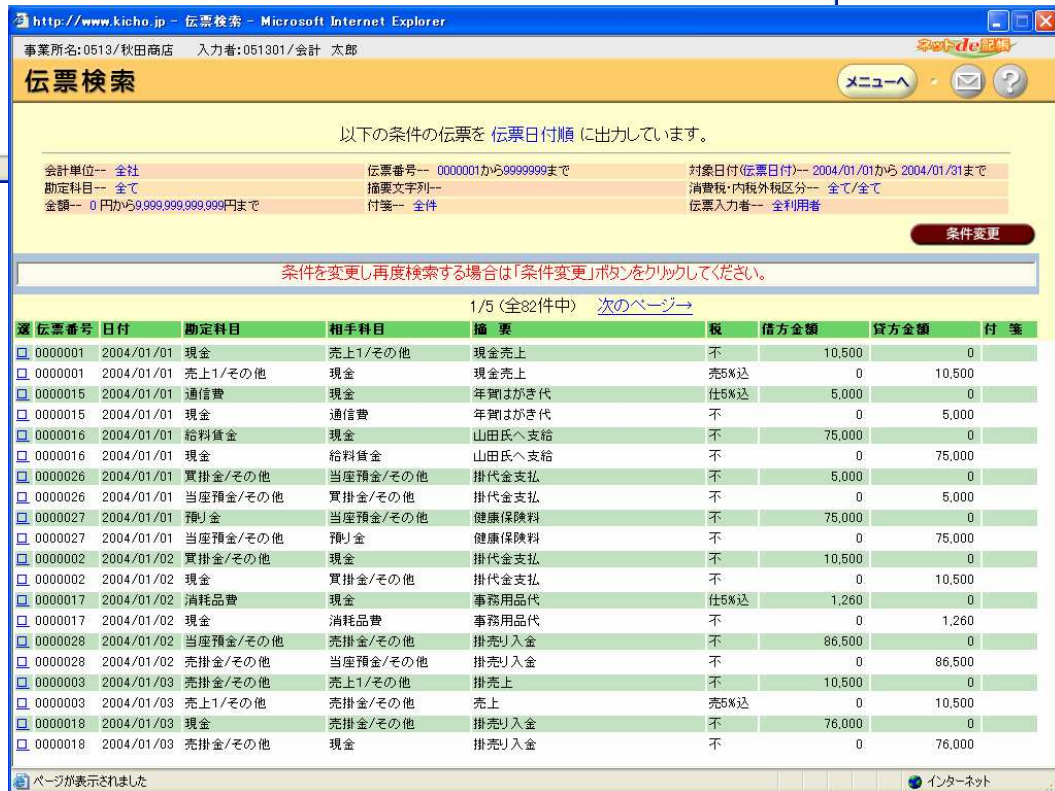 http://www.kicho.jp - 伝票検索 - Microsoft Internet Explorer
事業所名:0513/秋田商店 入力者:051301/会計 太郎 ネットde記帳
伝票検索 メニューへ ?
以下の条件の伝票を 伝票日付順 に出力しています。
会計単位-- 全社 伝票番号-- 0000001から9999999まで 対象日付(伝票日付)-- 2004/01/01から 2004/01/31まで
勘定科目-- 全て 摘要文字列-- 消費税・内税外税区分-- 全て/全て
金額-- 0 円から9,999,999,999,999円まで 付箋-- 全件 伝票入力者-- 全利用者
条件変更
条件を変更し再度検索する場合は「条件変更」ボタンをクリックしてください。
1/5 (全82件中) 次のページ→
選 伝票番号 日付 勘定科目 相手科目 摘 要 税 借方金額 貸方金額 付 箋
0000001 2004/01/01 現金 売上1/その他 現金売上 不 10,500 0
0000001 2004/01/01 売上1/その他 現金 現金売上 売5%込 0 10,500
0000015 2004/01/01 通信費 現金 年賀はがき代 仕5%込 5,000 0
0000015 2004/01/01 現金 通信費 年賀はがき代 不 0 5,000
0000016 2004/01/01 給料賃金 現金 山田氏へ支給 不 75,000 0
0000016 2004/01/01 現金 給料賃金 山田氏へ支給 不 0 75,000
0000026 2004/01/01 買掛金/その他 当座預金/その他 掛代金支払 不 5,000 0
0000026 2004/01/01 当座預金/その他 買掛金/その他 掛代金支払 不 0 5,000
0000027 2004/01/01 預り金 当座預金/その他 健康保険料 不 75,000 0
0000027 2004/01/01 当座預金/その他 預り金 健康保険料 不 0 75,000
0000002 2004/01/02 買掛金/その他 現金 掛代金支払 不 10,500 0
0000002 2004/01/02 現金 買掛金/その他 掛代金支払 不 0 10,500
0000017 2004/01/02 消耗品費 現金 事務用品代 仕5%込 1,260 0
0000017 2004/01/02 現金 消耗品費 事務用品代 不 0 1,260
0000028 2004/01/02 当座預金/その他 売掛金/その他 掛売り入金 不 86,500 0
0000028 2004/01/02 売掛金/その他 当座預金/その他 掛売り入金 不 0 86,500
0000003 2004/01/03 売掛金/その他 売上1/その他 掛売上 不 10,500 0
0000003 2004/01/03 売上1/その他 売掛金/その他 売上 売5%込 0 10,500
0000018 2004/01/03 現金 売掛金/その他 掛売り入金 不 76,000 0
0000018 2004/01/03 売掛金/その他 現金 掛売り入金 不 0 76,000
ページが表示されました インターネット